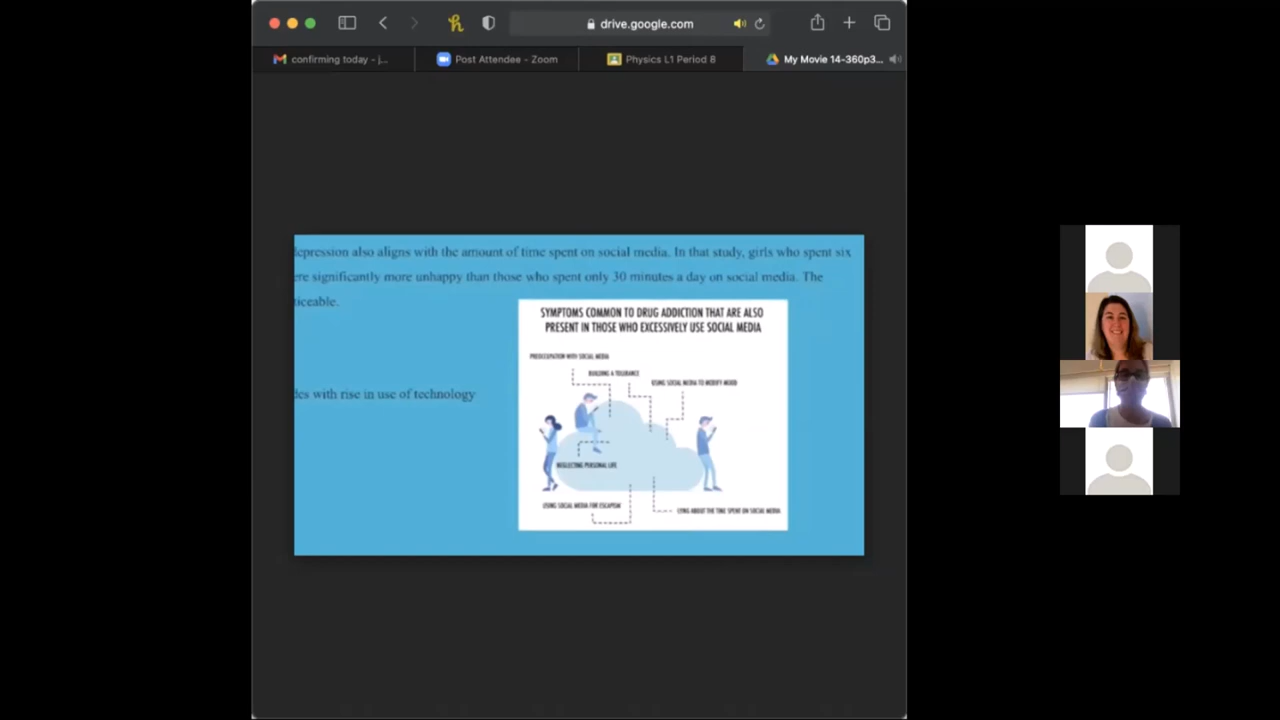 drive.google.com
confirming today - j...
Post Attendee - Zoom
Physics L1 Period 8
My Movie 14-360p3...
lepression also aligns with the amount of time spent on social media. In that study, girls who spent six
ere significantly more unhappy than those who spent only 30 minutes a day on social media. The
ticeable.
SYMPTOMS COMMON TO DRUG ADDICTION THAT ARE ALSO
PRESENT IN THOSE WHO EXCESSIVELY USE SOCIAL MEDIA
PREOCCUPATION WITH SOCIAL MEDIA
BUILDING A TOLERANCE
USING SOCIAL MEDIA TO MODIFY MOOD
des with rise in use of technology
NEGLECTING PERSONAL LIFE
USING SOCIAL MEDIA FOR ESCAPISM
LYING ABOUT THE TIME SPENT ON SOCIAL MEDIA